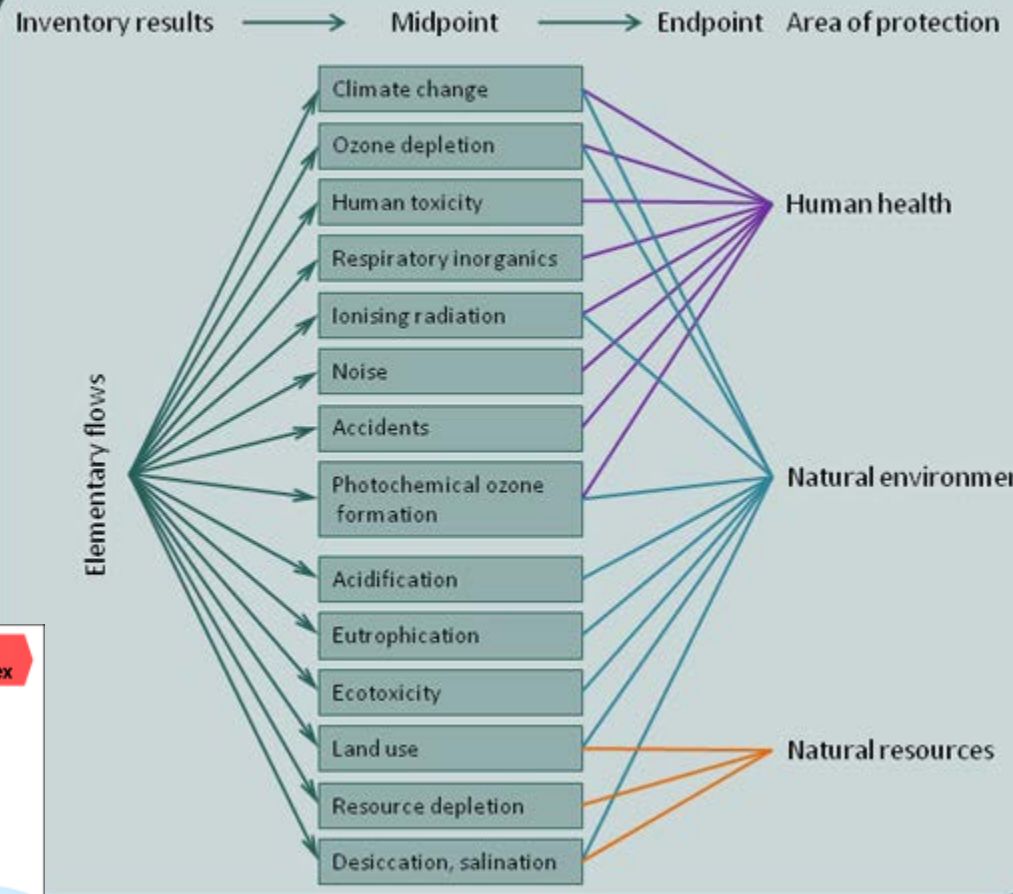 Inventory results Midpoint Endpoint Area of protection
Climate change
Ozone depletion
Human toxicity
Respiratory inorganics
Ionising radiation
Noise
Accidents
Photochemical ozone
formation
Acidification
Eutrophication
Ecotoxicity
Land use
Resource depletion
Desiccation, salination
Elementary flows
Human health
Natural
Natural resources